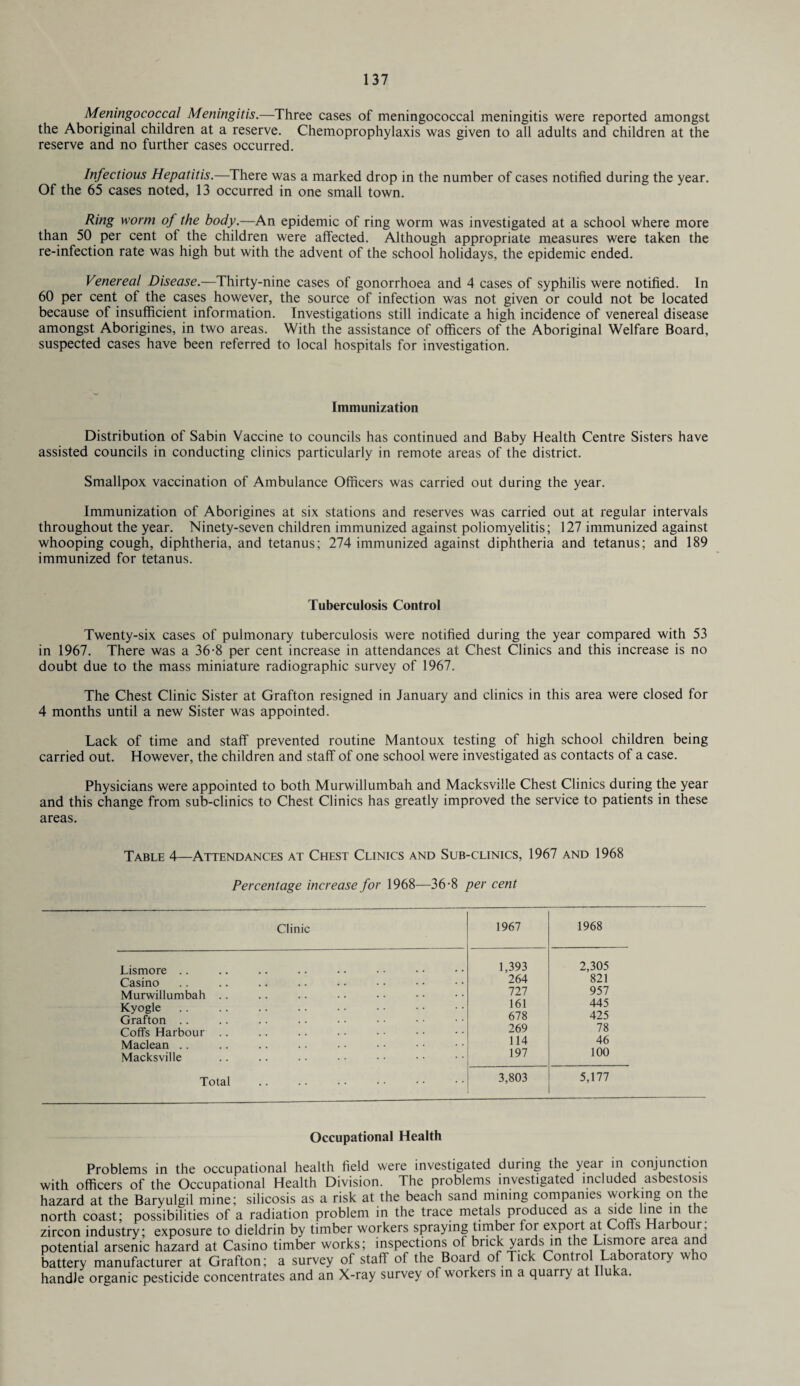 137
Meningococcal Meningitis.—Three cases of meningococcal meningitis were reported amongst
the Aboriginal children at a reserve. Chemoprophylaxis was given to all adults and children at the
reserve and no further cases occurred.
Infectious Hepatitis.—There was a marked drop in the number of cases notified during the year.
Of the 65 cases noted, 13 occurred in one small town.
Ring worm of the body.—An epidemic of ring worm was investigated at a school where more
than 50 per cent of the children were affected. Although appropriate measures were taken the
re-infection rate was high but with the advent of the school holidays, the epidemic ended.
Venereal Disease.—Thirty-nine cases of gonorrhoea and 4 cases of syphilis were notified. In
60 per cent of the cases however, the source of infection was not given or could not be located
because of insufficient information. Investigations still indicate a high incidence of venereal disease
amongst Aborigines, in two areas. With the assistance of officers of the Aboriginal Welfare Board,
suspected cases have been referred to local hospitals for investigation.
Immunization
Distribution of Sabin Vaccine to councils has continued and Baby Health Centre Sisters have
assisted councils in conducting clinics particularly in remote areas of the district.
Smallpox vaccination of Ambulance Officers was carried out during the year.
Immunization of Aborigines at six stations and reserves was carried out at regular intervals
throughout the year. Ninety-seven children immunized against poliomyelitis; 127 immunized against
whooping cough, diphtheria, and tetanus; 274 immunized against diphtheria and tetanus; and 189
immunized for tetanus.
Tuberculosis Control
Twenty-six cases of pulmonary tuberculosis were notified during the year compared with 53
in 1967. There was a 36·8 per cent increase in attendances at Chest Clinics and this increase is no
doubt due to the mass miniature radiographic survey of 1967.
The Chest Clinic Sister at Grafton resigned in January and clinics in this area were closed for
4 months until a new Sister was appointed.
Lack of time and staff prevented routine Mantoux testing of high school children being
carried out. However, the children and staff of one school were investigated as contacts of a case.
Physicians were appointed to both Murwillumbah and Macksville Chest Clinics during the year
and this change from sub-clinics to Chest Clinics has greatly improved the service to patients in these
areas.
Table 4—Attendances at Chest Clinics and Sub-clinics, 1967 and 1968
Percentage increase for 1968—36·8 per cent
Clinic 1967 1968
Lismore .. .. .. .. .. .. .. .. 1,393 2,305
Casino .. .. .. .. .. .. .. .. 264 821
Murwillumbah .. .. .. .. .. .. .. 727 957
Kyogle .. .. .. .. .. .. .. .. 161 445
Grafton .. .. .. .. .. .. .. .. 678 425
Coffs Harbour .. .. .. .. .. .. .. 269 78
Maclean .. .. .. .. .. .. .. .. 114 46
Macksville .. .. .. .. .. .. .. 197 100
Total .. .. .. .. .. .. 3,803 5,177
Occupational Health
Problems in the occupational health field were investigated during the year in conjunction
with officers of the Occupational Health Division. The problems investigated included asbestosis
hazard at the Baryulgil mine; silicosis as a risk at the beach sand mining companies working on the
north coast; possibilities of a radiation problem in the trace metals produced as a side line in the
zircon industry; exposure to dieldrin by timber workers spraying timber for export at Coffs Harbour;
potential arsenic hazard at Casino timber works; inspections of brick yards in the Lismore area and
battery manufacturer at Grafton; a survey of staff of the Board of Tick Control Laboratory who
handle organic pesticide concentrates and an X-ray survey of workers in a quarry at Iluka.